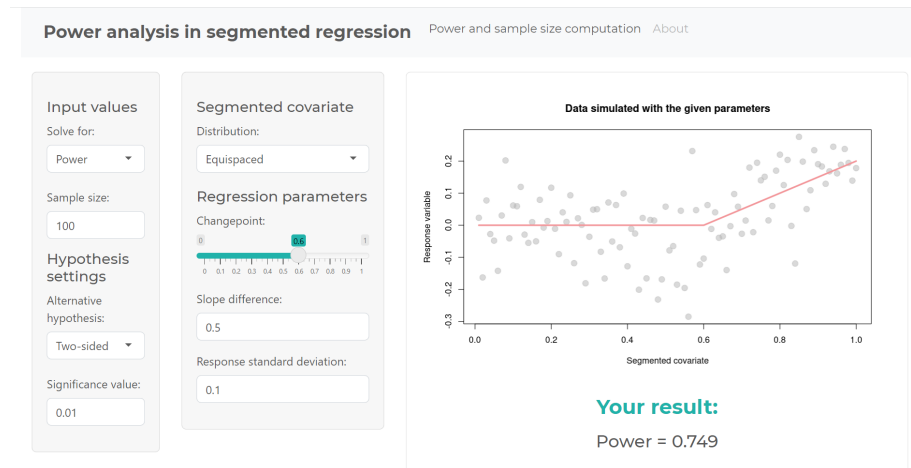 Power analysis in segmented regression
Power and sample size computation
About
Input values
Solve for:
Power
Sample size:
100
Hypothesis
settings
Alternative
hypothesis:
Two-sided
Significance value:
0.01
Segmented covariate
Distribution:
Equispaced
Regression parameters
Changepoint:
0 0.6 1
0 0.1 0.2 0.3 0.4 0.5 0.6 0.7 0.8 0.9 1
Slope difference:
0.5
Response standard deviation:
0.1
Data simulated with the given parameters
Response variable
0.2
0.1
0.0
-0.1
-0.2
-0.3
0.0 0.2 0.4 0.6 0.8 1.0
Segmented covariate
Your result:
Power = 0.749